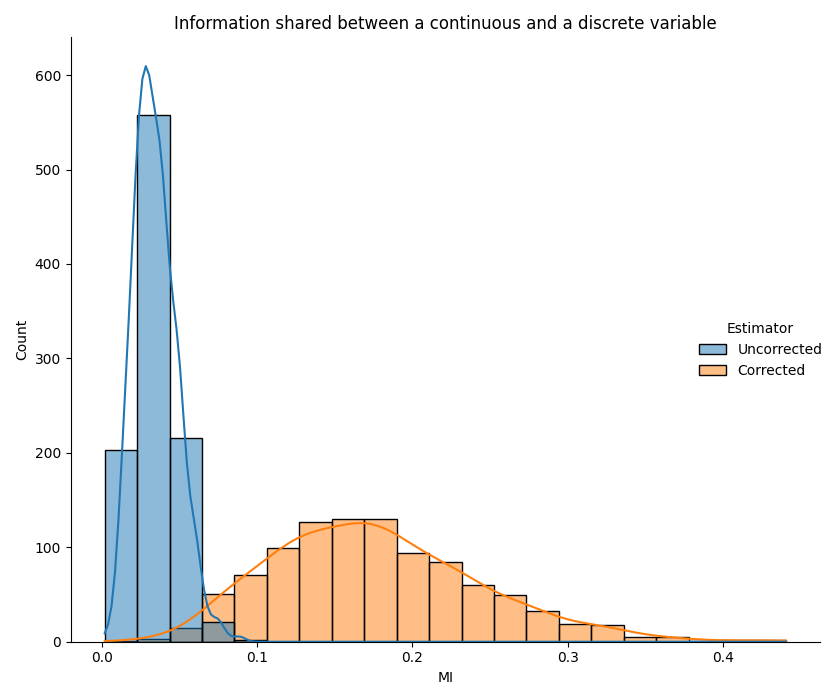 Information shared between a continuous and a discrete variable
600
500
400
300
200
100
0
Count
0.0
0.1
0.2
0.3
0.4
MI
Estimator
Uncorrected
Corrected